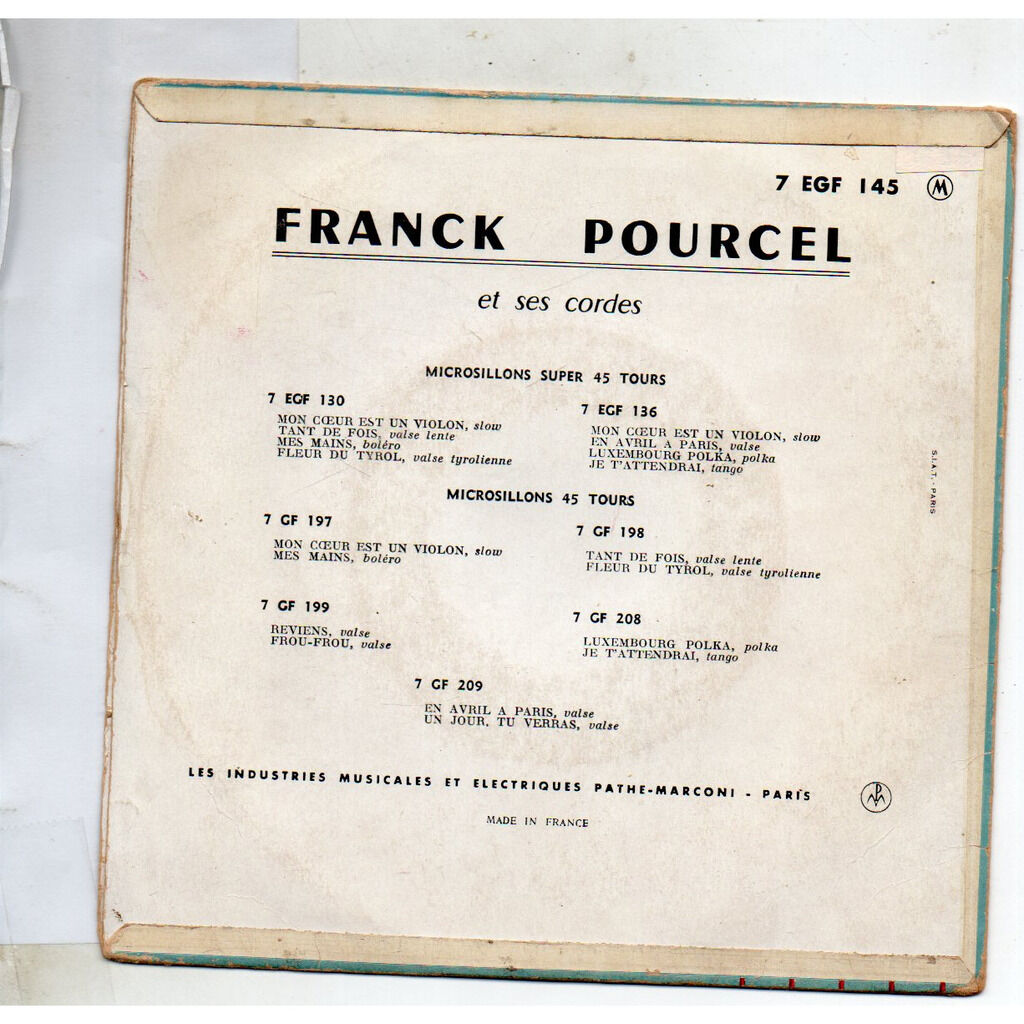 7 EGF 145 M
FRANCK POURCEL
et ses cordes
MICROSILLONS SUPER 45 TOURS
7 EGF 130
MON CŒUR EST UN VIOLON, slow
TANT DE FOIS, valse lente
MES MAINS, boléro
FLEUR DU TYROL, valse tyrolienne
7 EGF 136
MON CŒUR EST UN VIOLON, slow
EN AVRIL A PARIS, valse
LUXEMBOURG POLKA, polka
JE T'ATTENDRAI, tango
MICROSILLONS 45 TOURS
7 GF 197
MON CŒUR EST UN VIOLON, slow
MES MAINS, boléro
7 GF 198
TANT DE FOIS, valse lente
FLEUR DU TYROL, valse tyrolienne
7 GF 199
REVIENS, valse
FROU-FROU, valse
7 GF 208
LUXEMBOURG POLKA, polka
JE T'ATTENDRAI, tango
7 GF 209
EN AVRIL A PARIS, valse
UN JOUR, TU VERRAS, valse
LES INDUSTRIES MUSICALES ET ELECTRIQUES PATHE-MARCONI - PARIS
MADE IN FRANCE
S.I.A.T. - PARIS